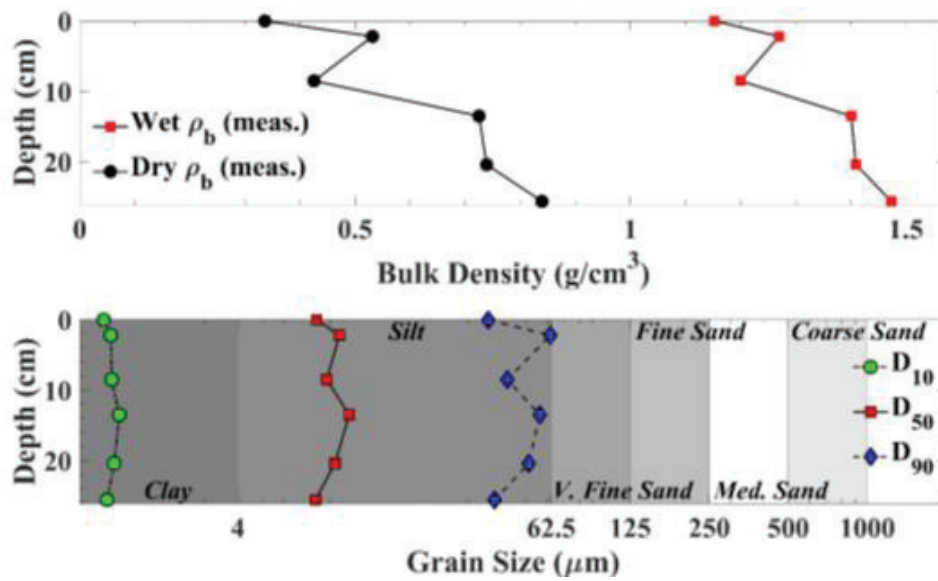 0
10
20
Depth (cm)
Wet ρb (meas.)
Dry ρb (meas.)
0 0.5 1 1.5
Bulk Density (g/cm³)
0
10
20
Depth (cm)
Silt Fine Sand Coarse Sand
D10
D50
D90
Clay V. Fine Sand Med. Sand
4 62.5 125 250 500 1000
Grain Size (μm)